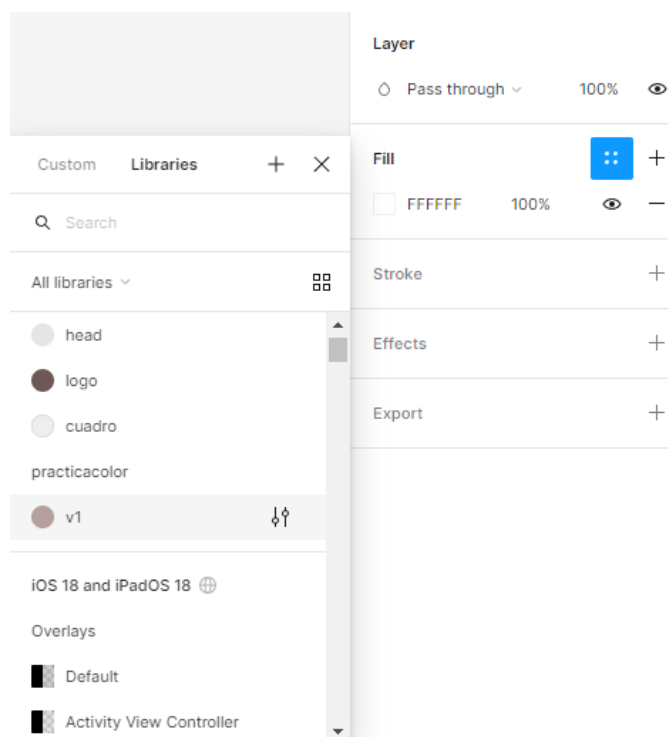 Layer
Pass through 100%
Custom Libraries
Fill
FFFFFF 100%
Search
All libraries
Stroke
head
Effects
logo
Export
cuadro
practicacolor
v1
iOS 18 and iPadOS 18
Overlays
Default
Activity View Controller